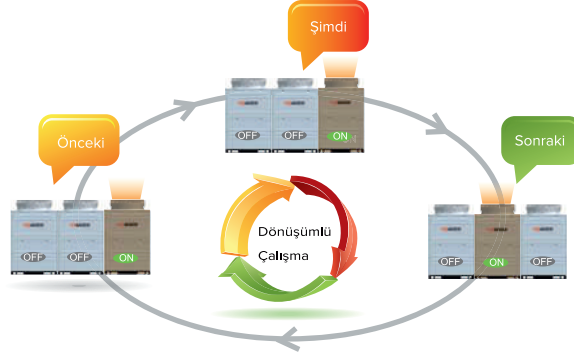 Şimdi
OFF
OFF
ON
Önceki
OFF
OFF
ON
Sonraki
OFF
ON
OFF
Dönüşümlü
Çalışma